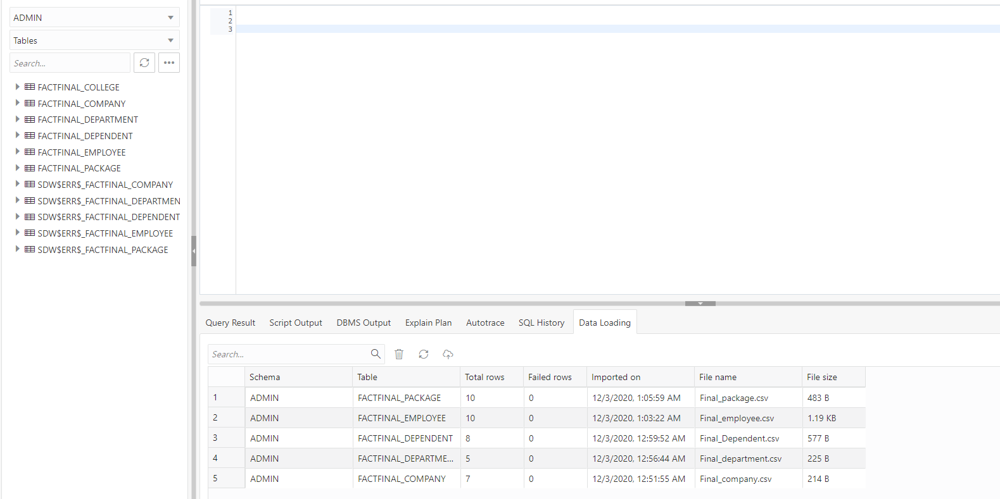 ADMIN
Tables
Search...
FACTFINAL_COLLEGE
FACTFINAL_COMPANY
FACTFINAL_DEPARTMENT
FACTFINAL_DEPENDENT
FACTFINAL_EMPLOYEE
FACTFINAL_PACKAGE
SDW$ERR$_FACTFINAL_COMPANY
SDW$ERR$_FACTFINAL_DEPARTMEN
SDW$ERR$_FACTFINAL_DEPENDENT
SDW$ERR$_FACTFINAL_EMPLOYEE
SDW$ERR$_FACTFINAL_PACKAGE
1
2
3
Query Result Script Output DBMS Output Explain Plan Autotrace SQL History Data Loading
Search...
Schema Table Total rows Failed rows Imported on File name File size
1 ADMIN FACTFINAL_PACKAGE 10 0 12/3/2020, 1:05:59 AM Final_package.csv 483 B
2 ADMIN FACTFINAL_EMPLOYEE 10 0 12/3/2020, 1:03:22 AM Final_employee.csv 1.19 KB
3 ADMIN FACTFINAL_DEPENDENT 8 0 12/3/2020, 12:59:52 AM Final_Dependent.csv 577 B
4 ADMIN FACTFINAL_DEPARTME... 5 0 12/3/2020, 12:56:44 AM Final_department.csv 225 B
5 ADMIN FACTFINAL_COMPANY 7 0 12/3/2020, 12:51:55 AM Final_company.csv 214 B